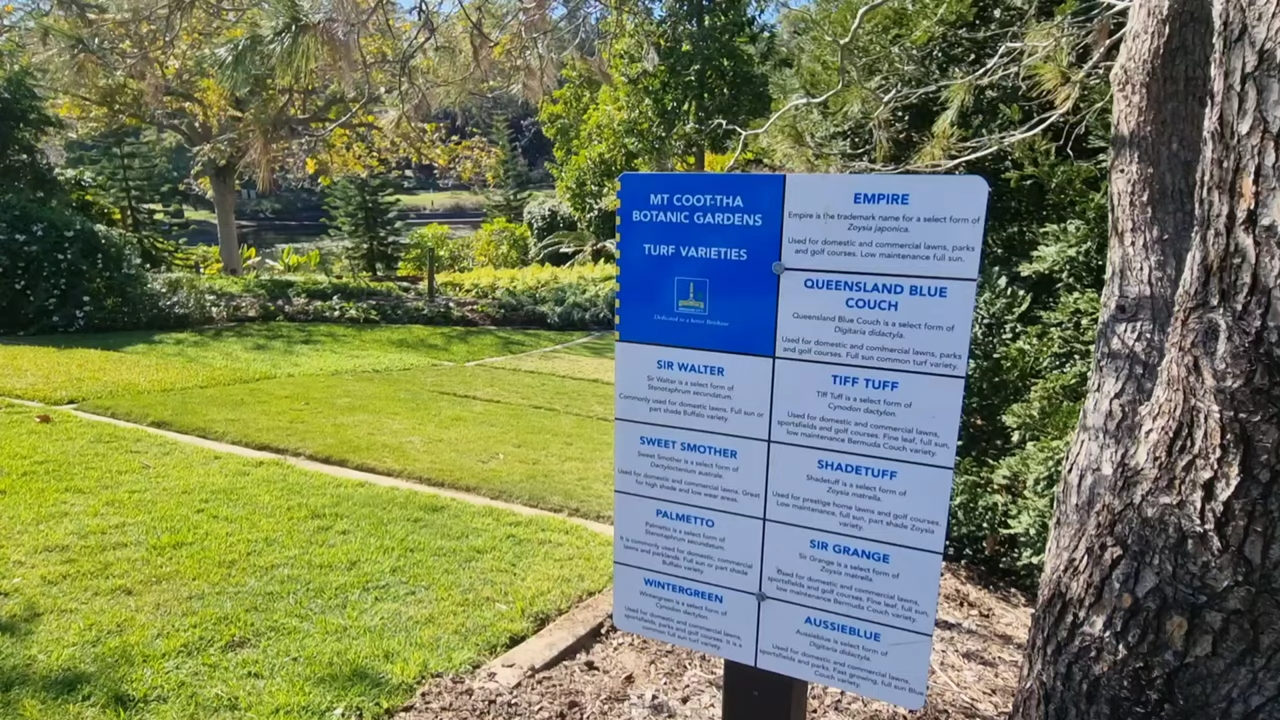 MT COOT-THA
BOTANIC GARDENS
TURF VARIETIES
Dedicated to a better Brisbane
EMPIRE
Empire is the trademark name for a select form of
Zoysia japonica.
Used for domestic and commercial lawns, parks
and golf courses. Low maintenance full sun.
QUEENSLAND BLUE
COUCH
Queensland Blue Couch is a select form of
Digitaria didactyla.
Used for domestic and commercial lawns, parks
and golf courses. Full sun common turf variety.
SIR WALTER
Sir Walter is a select form of
Stenotaphrum secundatum.
Commonly used for domestic lawns. Full sun or
part shade Buffalo variety.
TIFF TUFF
Tiff Tuff is a select form of
Cynodon dactylon.
Used for domestic and commercial lawns,
sportsfields and golf courses. Fine leaf, full sun,
low maintenance Bermuda Couch variety.
SWEET SMOTHER
Sweet Smother is a select form of
Dactyloctenium australe.
Used for domestic and commercial lawns. Great
for high shade and low wear areas.
SHADETUFF
Shadetuff is a select form of
Zoysia matrella.
Used for prestige home lawns and golf courses.
Low maintenance, full sun, part shade Zoysia
variety.
PALMETTO
Palmetto is a select form of
Stenotaphrum secundatum.
It is commonly used for domestic, commercial
lawns and parklands. Full sun or part shade
Buffalo variety.
SIR GRANGE
Sir Grange is a select form of
Zoysia matrella.
Used for domestic and commercial lawns,
sportsfields and golf courses. Fine leaf, full sun,
low maintenance Bermuda Couch variety.
WINTERGREEN
Wintergreen is a select form of
Cynodon dactylon.
Used for domestic and commercial lawns,
sportsfields, parks and golf courses. It is a
common full sun turf variety.
AUSSIEBLUE
Aussieblue is a select form of
Digitaria didactyla.
Used for domestic and commercial lawns,
sportsfields and parks. Fast growing, full sun Blue
Couch variety.